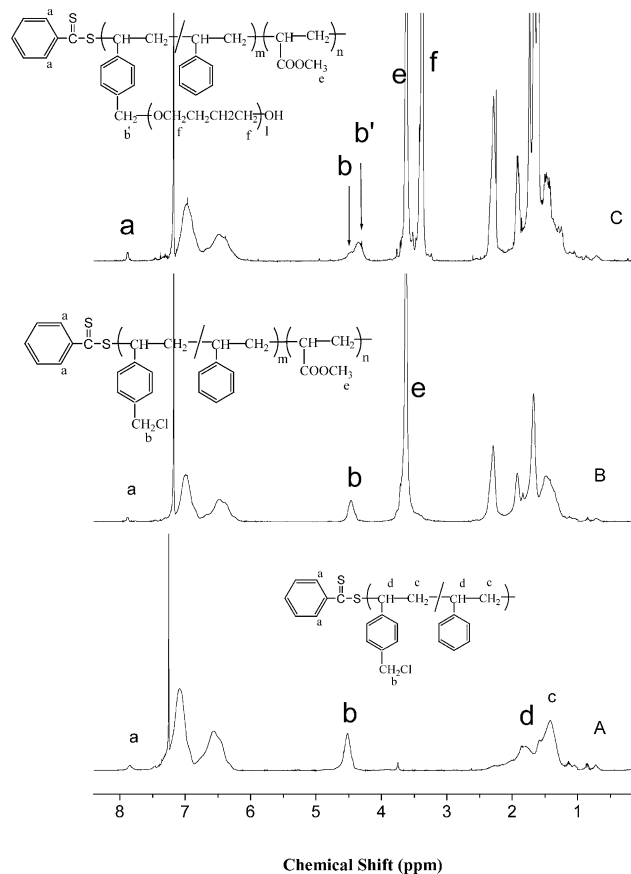 a
S
C–S
CH–CH2
CH–CH2
m
CH–CH2
n
a
COOCH3
e
CH2
OCH2CH2CH2CH2
OH
b'
f
f
l
e
f
b'
b
a
C
a
S
C–S
CH–CH2
CH–CH2
m
CH–CH2
n
a
COOCH3
e
CH2Cl
b
e
a
b
B
a
S
C–S
d
CH–CH2
c
d
CH–CH2
c
a
CH2Cl
b
a
b
d
c
A
8 7 6 5 4 3 2 1
Chemical Shift (ppm)